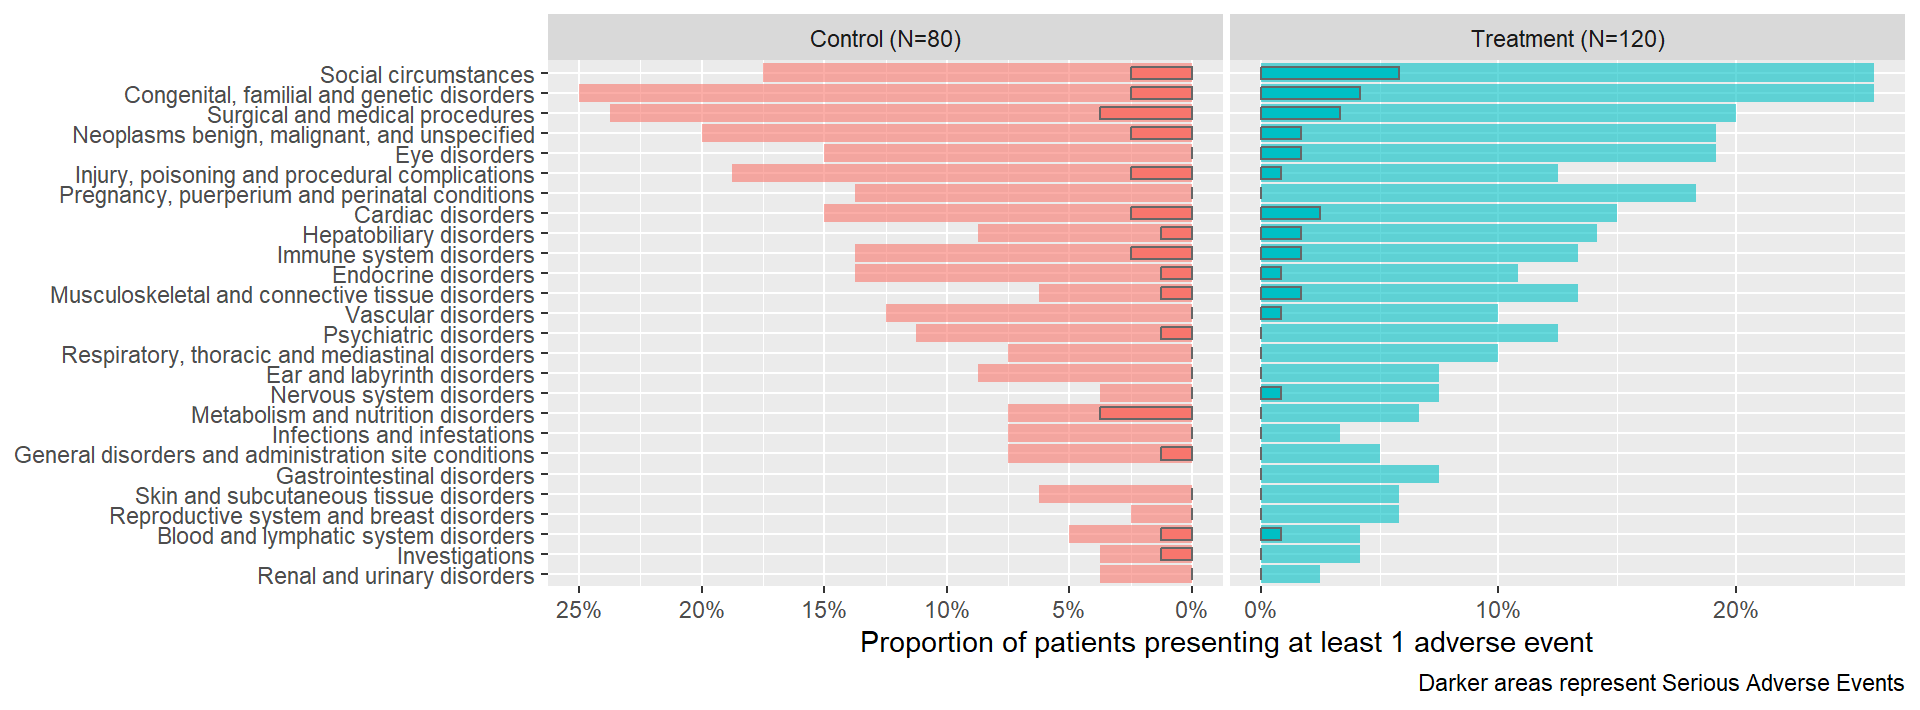 Control (N=80)
Treatment (N=120)
Social circumstances
Congenital, familial and genetic disorders
Surgical and medical procedures
Neoplasms benign, malignant, and unspecified
Eye disorders
Injury, poisoning and procedural complications
Pregnancy, puerperium and perinatal conditions
Cardiac disorders
Hepatobiliary disorders
Immune system disorders
Endocrine disorders
Musculoskeletal and connective tissue disorders
Vascular disorders
Psychiatric disorders
Respiratory, thoracic and mediastinal disorders
Ear and labyrinth disorders
Nervous system disorders
Metabolism and nutrition disorders
Infections and infestations
General disorders and administration site conditions
Gastrointestinal disorders
Skin and subcutaneous tissue disorders
Reproductive system and breast disorders
Blood and lymphatic system disorders
Investigations
Renal and urinary disorders
25% 20% 15% 10% 5% 0% 0% 10% 20%
Proportion of patients presenting at least 1 adverse event
Darker areas represent Serious Adverse Events